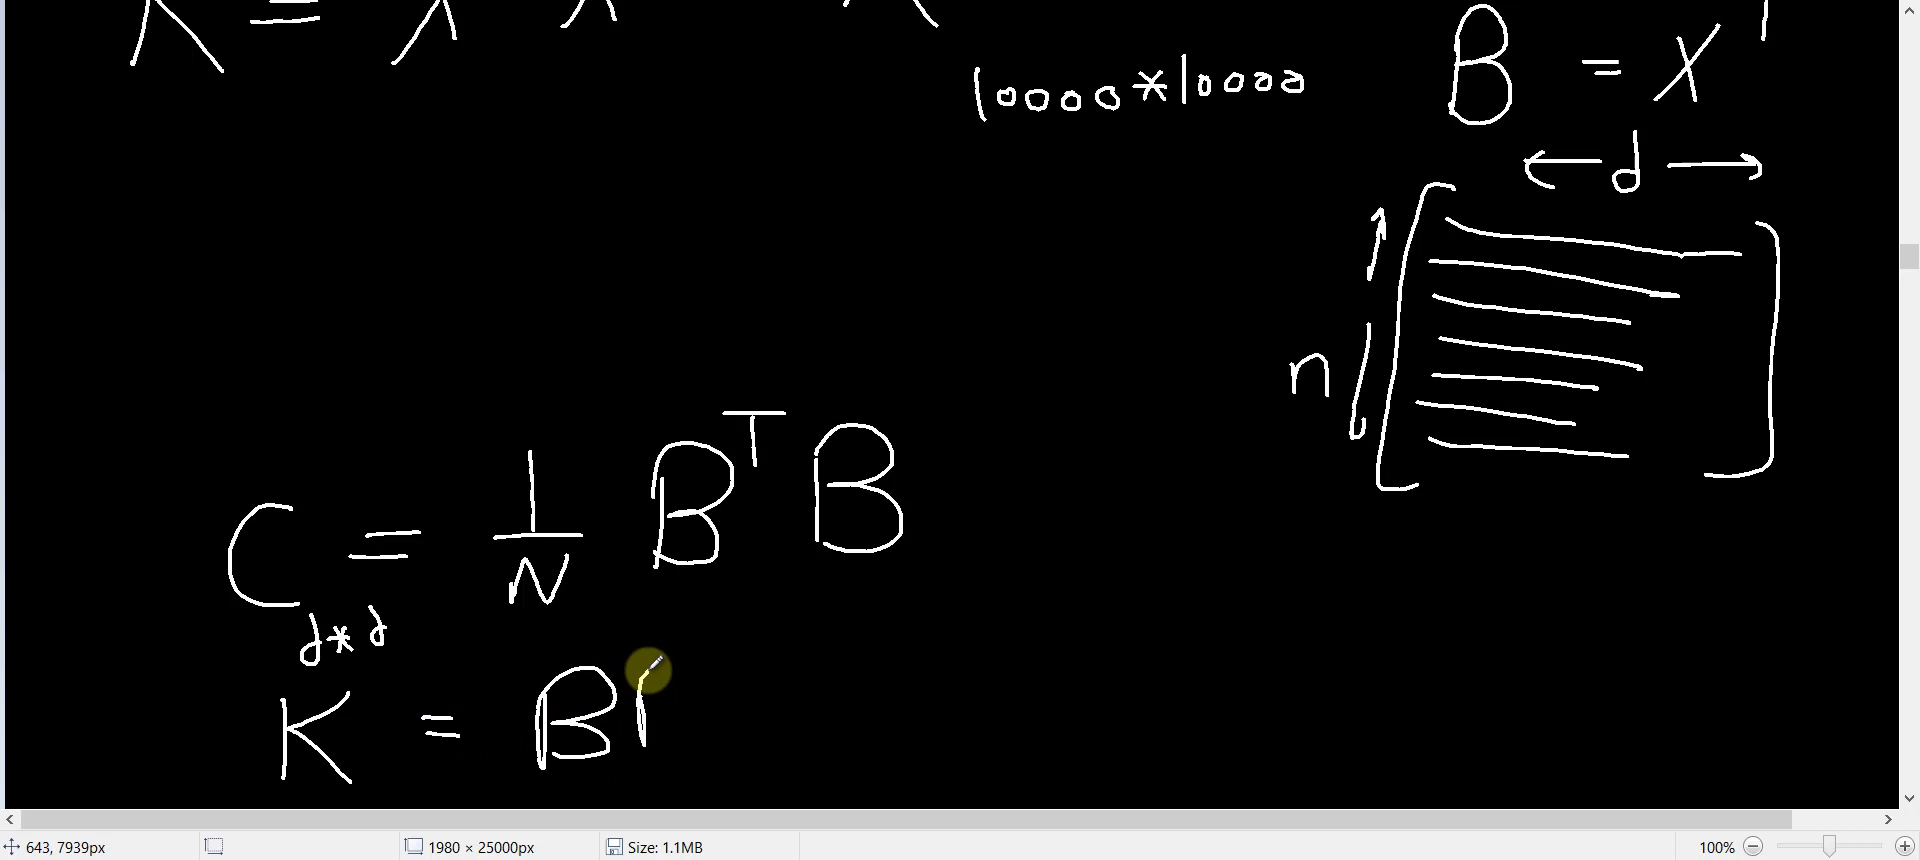 K =
10000*10000
B = X^T
← d →
n
C = 1/N B^T B
d*d
K = B
643, 7939px 1980 × 25000px Size: 1.1MB 100%